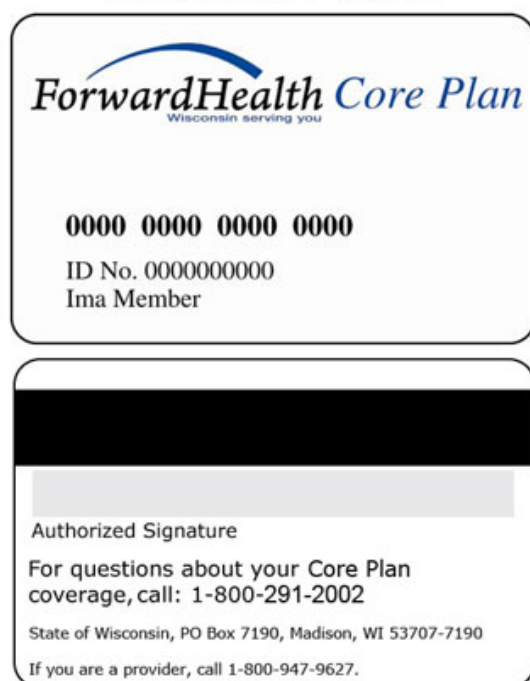 ForwardHealth Core Plan
Wisconsin serving you
0000 0000 0000 0000
ID No. 0000000000
Ima Member
Authorized Signature
For questions about your Core Plan
coverage, call: 1-800-291-2002
State of Wisconsin, PO Box 7190, Madison, WI 53707-7190
If you are a provider, call 1-800-947-9627.